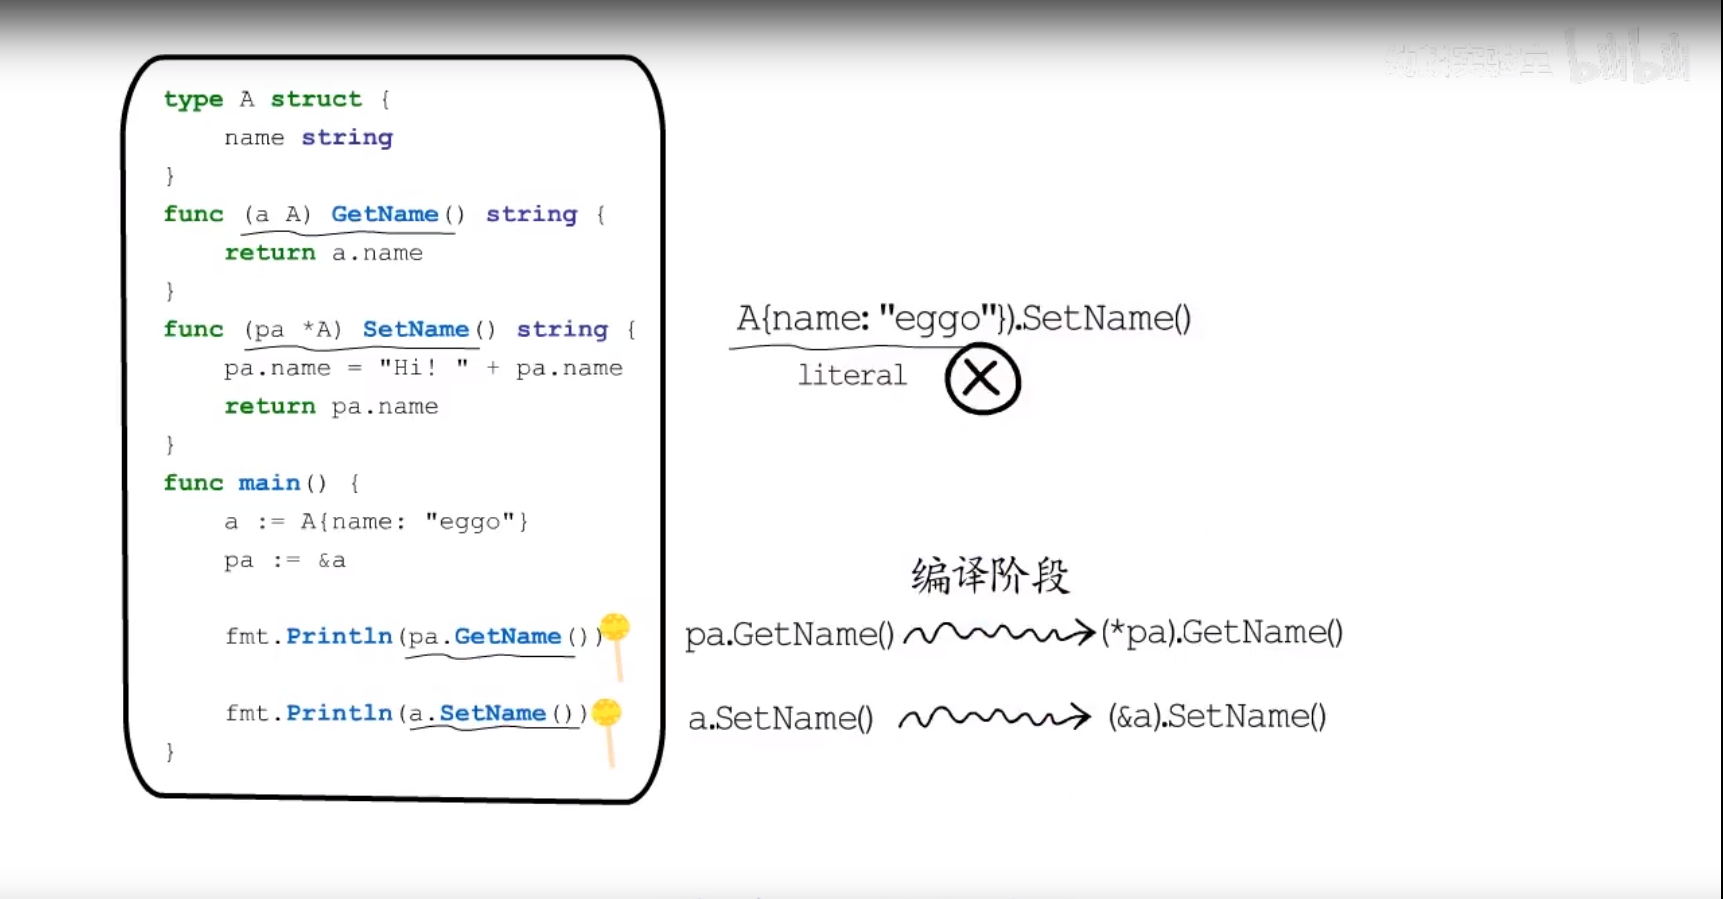 type A struct {
name string
}
func (a A) GetName() string {
return a.name
}
func (pa *A) SetName() string {
pa.name = "Hi! " + pa.name
return pa.name
}
func main() {
a := A{name: "eggo"}
pa := &a
fmt.Println(pa.GetName())
fmt.Println(a.SetName())
}
A{name: "eggo"}).SetName()
literal
编译阶段
pa.GetName() (*pa).GetName()
a.SetName() (&a).SetName()
bilibili